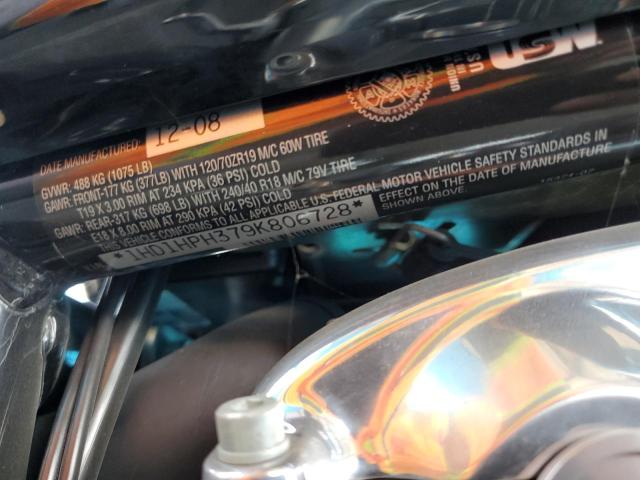 DATE MANUFACTURED: 12-08
GVWR: 488 KG (1075 LB)
GAWR: FRONT-177 KG (377LB) WITH 120/70ZR19 M/C 60W TIRE
T19 X 3.00 RIM AT 234 KPA (36 PSI) COLD
GAWR: REAR-317 KG (698 LB) WITH 240/40 R18 M/C 79V TIRE
E18 X 8.00 RIM AT 290 KPA (42 PSI) COLD
THIS VEHICLE CONFORMS TO ALL APPLICABLE U.S. FEDERAL MOTOR VEHICLE SAFETY STANDARDS IN
EFFECT ON THE DATE OF MANUFACTURE
SHOWN ABOVE.
*1HD1HPH379K806728*